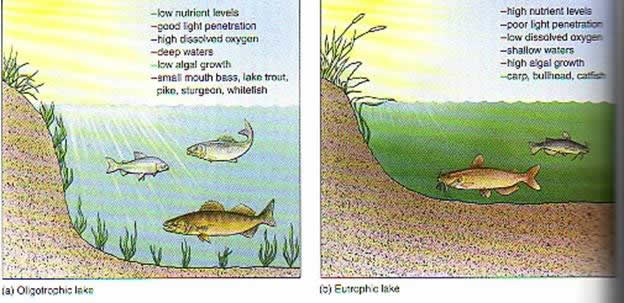 -low nutrient levels
-good light penetration
-high dissolved oxygen
-deep waters
-low algal growth
-small mouth bass, lake trout,
pike, sturgeon, whitefish
(a) Oligotrophic lake
-high nutrient levels
-poor light penetration
-low dissolved oxygen
-shallow waters
-high algal growth
-carp, bullhead, catfish
(b) Eutrophic lake